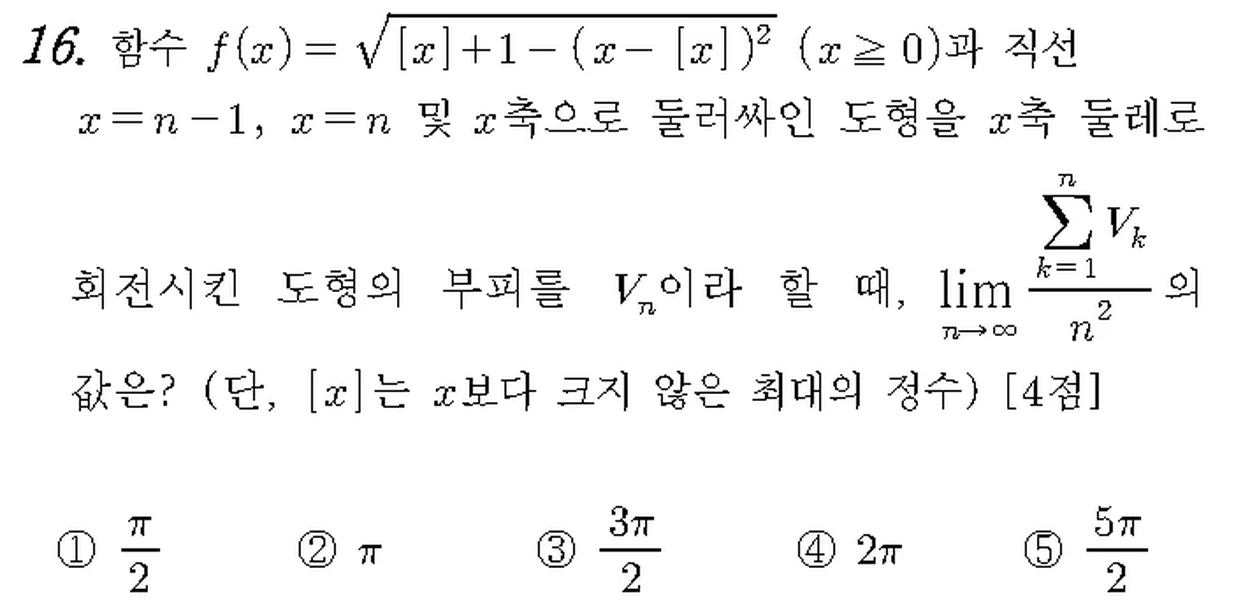 16. 함수 f(x) = √([x]+1−(x−[x])²) (x ≧ 0)과 직선
x=n−1, x=n 및 x축으로 둘러싸인 도형을 x축 둘레로
회전시킨 도형의 부피를 Vₙ이라 할 때, lim_{n→∞} (∑_{k=1}^{n} V_k)/n² 의
값은? (단, [x]는 x보다 크지 않은 최대의 정수) [4점]
① π/2 ② π ③ 3π/2 ④ 2π ⑤ 5π/2